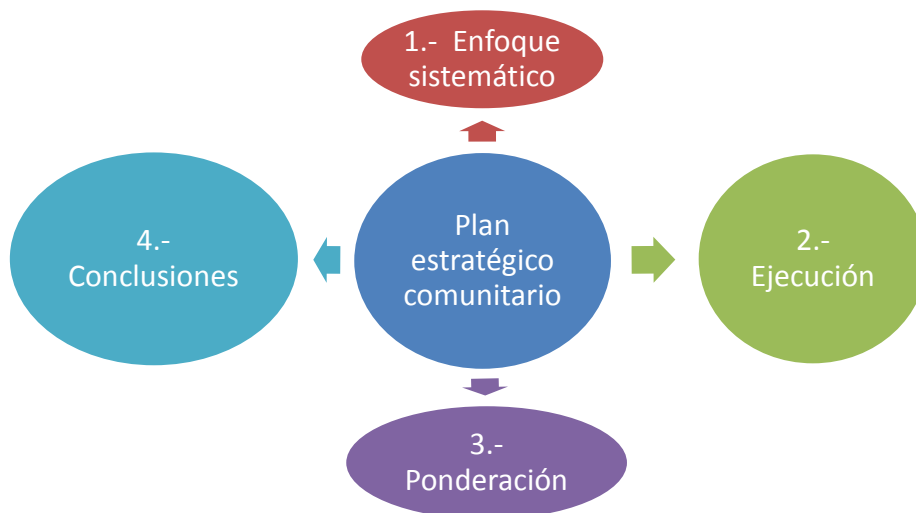 1.- Enfoque
sistemático
Plan
estratégico
comunitario
2.-
Ejecución
3.-
Ponderación
4.-
Conclusiones